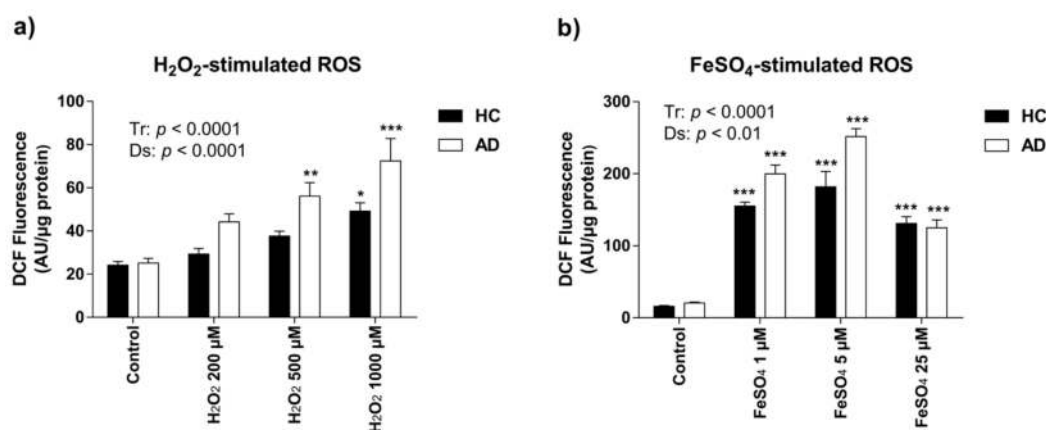 a)
H₂O₂-stimulated ROS
DCF Fluorescence
(AU/µg protein)
100
80
60
40
20
0
Tr: p < 0.0001
Ds: p < 0.0001
HC
AD
**
*
***
Control
H₂O₂ 200 µM
H₂O₂ 500 µM
H₂O₂ 1000 µM
b)
FeSO₄-stimulated ROS
DCF Fluorescence
(AU/µg protein)
300
200
100
0
Tr: p < 0.0001
Ds: p < 0.01
HC
AD
***
***
***
***
***
***
Control
FeSO₄ 1 µM
FeSO₄ 5 µM
FeSO₄ 25 µM